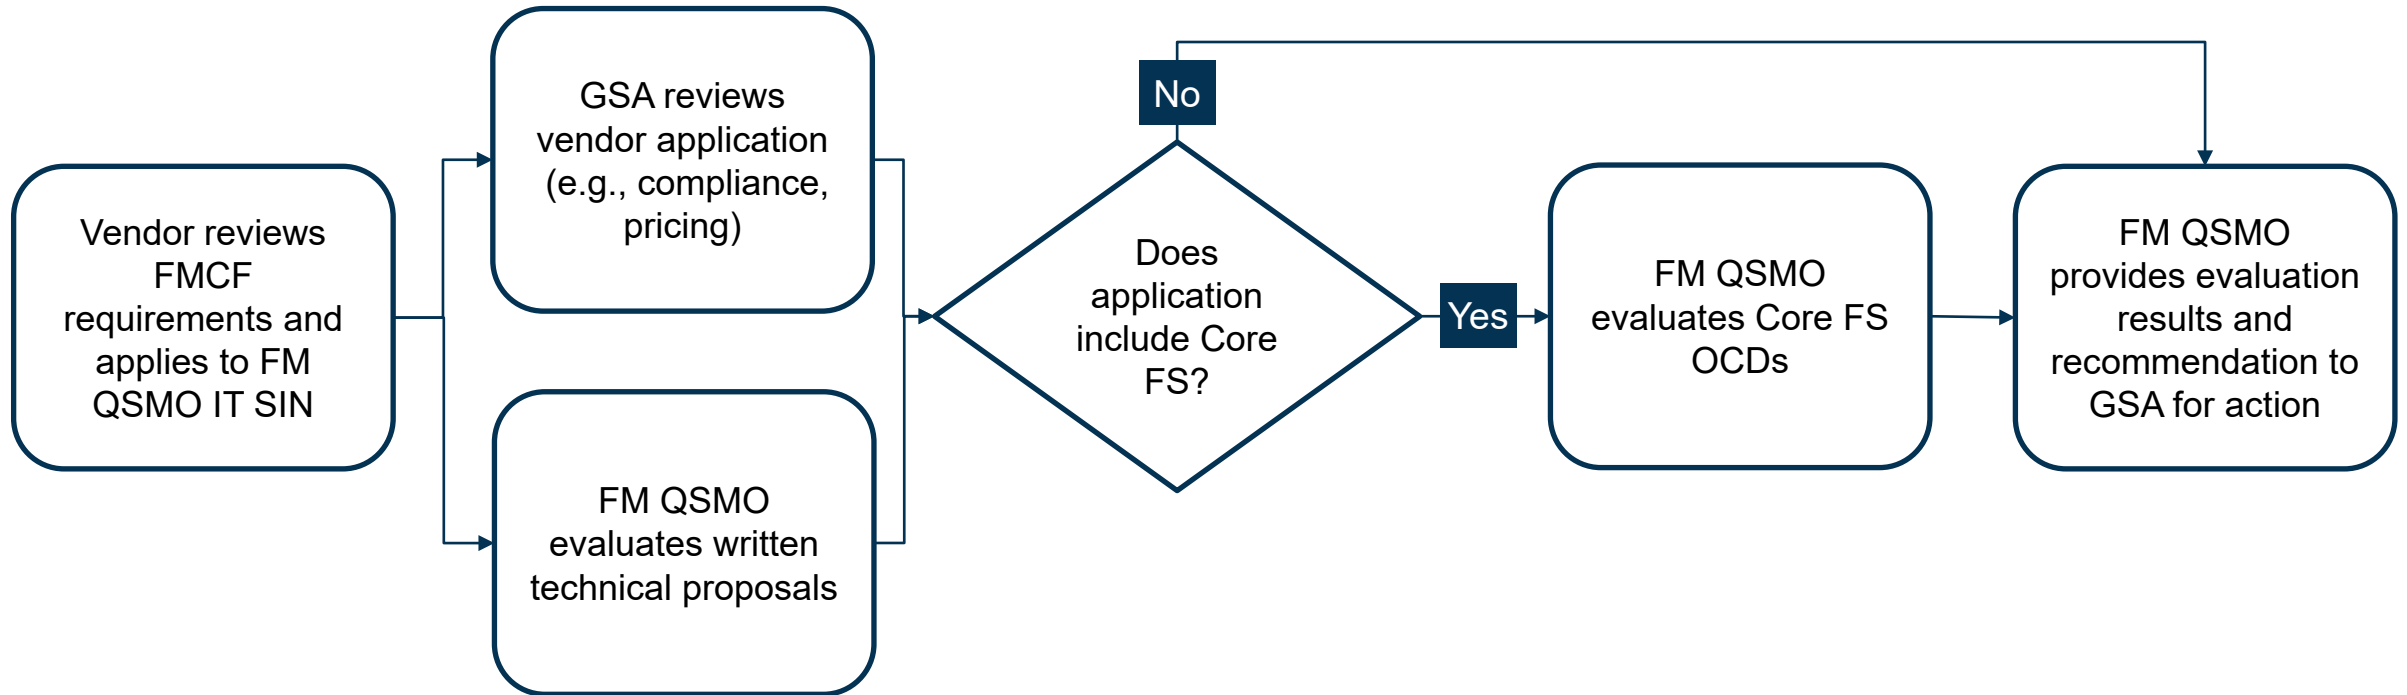 Vendor reviews
FMCF
requirements and
applies to FM
QSMO IT SIN
GSA reviews
vendor application
(e.g., compliance,
pricing)
FM QSMO
evaluates written
technical proposals
Does
application
include Core
FS?
No
Yes
FM QSMO
evaluates Core FS
OCDs
FM QSMO
provides evaluation
results and
recommendation to
GSA for action